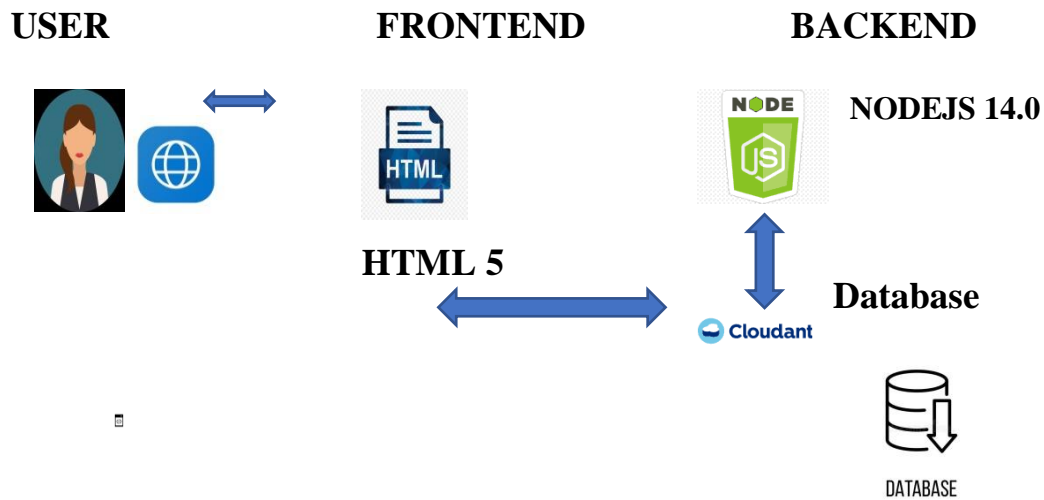 USER
FRONTEND
BACKEND
HTML
NODE
JS
NODEJS 14.0
HTML 5
Database
Cloudant
DATABASE